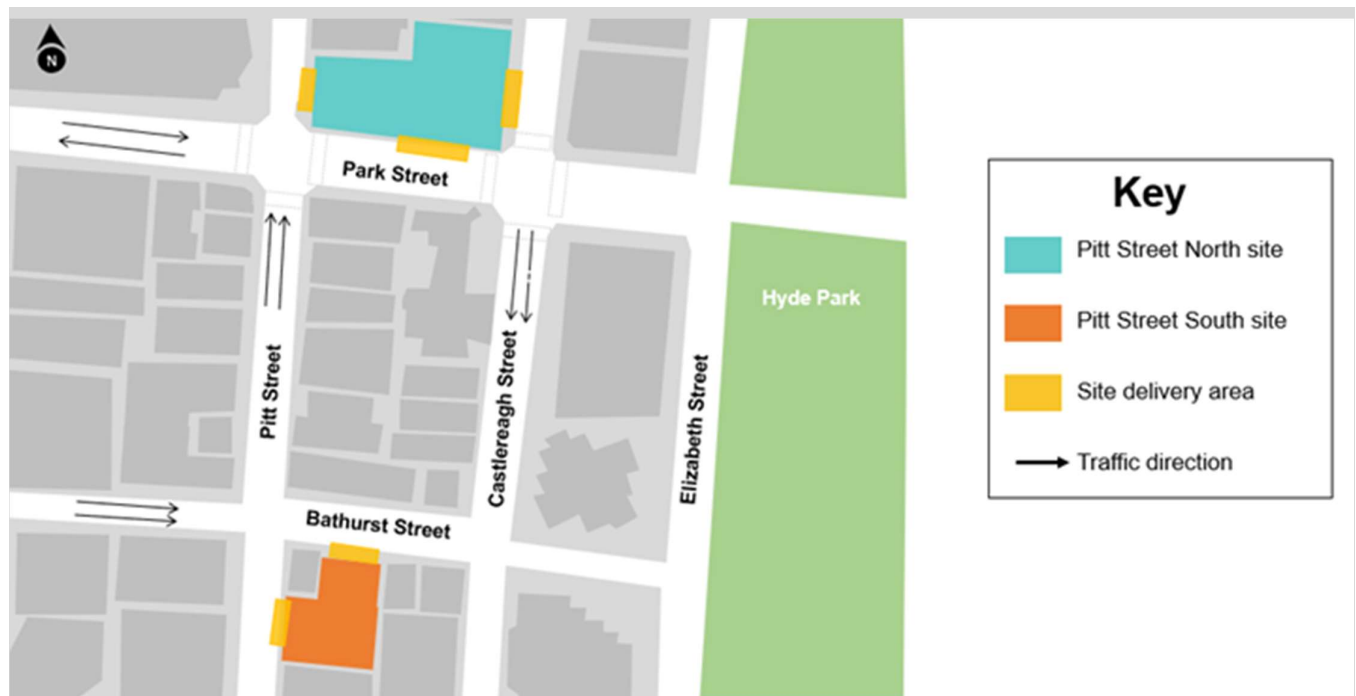 N
Park Street
Hyde Park
Pitt Street
Castlereagh Street
Elizabeth Street
Bathurst Street
Key
Pitt Street North site
Pitt Street South site
Site delivery area
Traffic direction